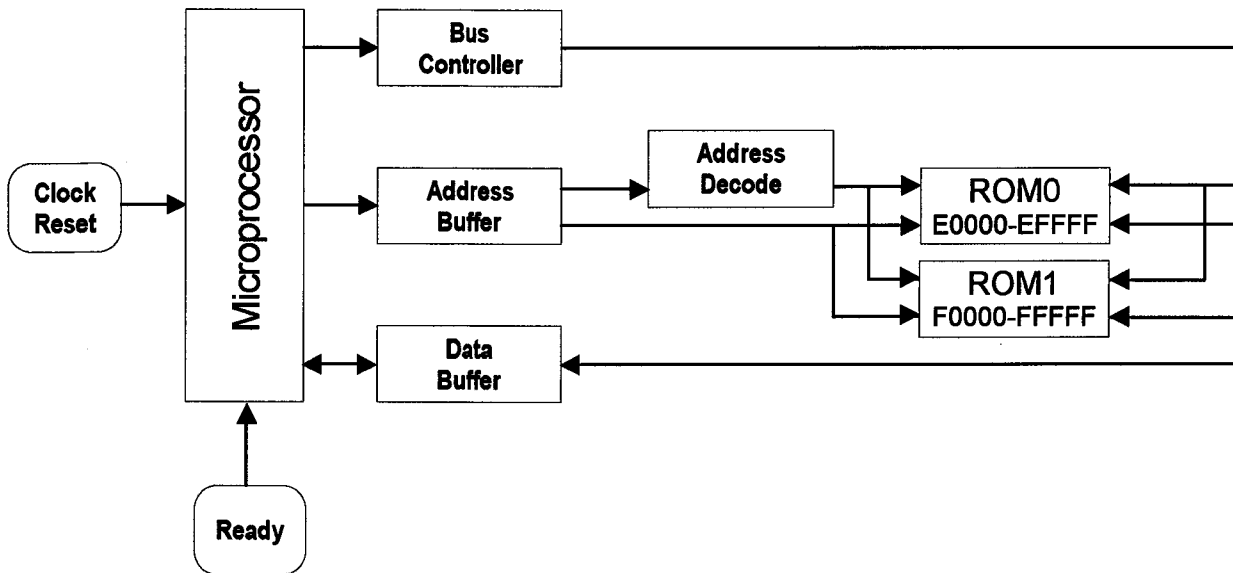 Bus
Controller
Microprocessor
Clock
Reset
Address
Buffer
Address
Decode
ROM0
E0000-EFFFF
ROM1
F0000-FFFFF
Data
Buffer
Ready